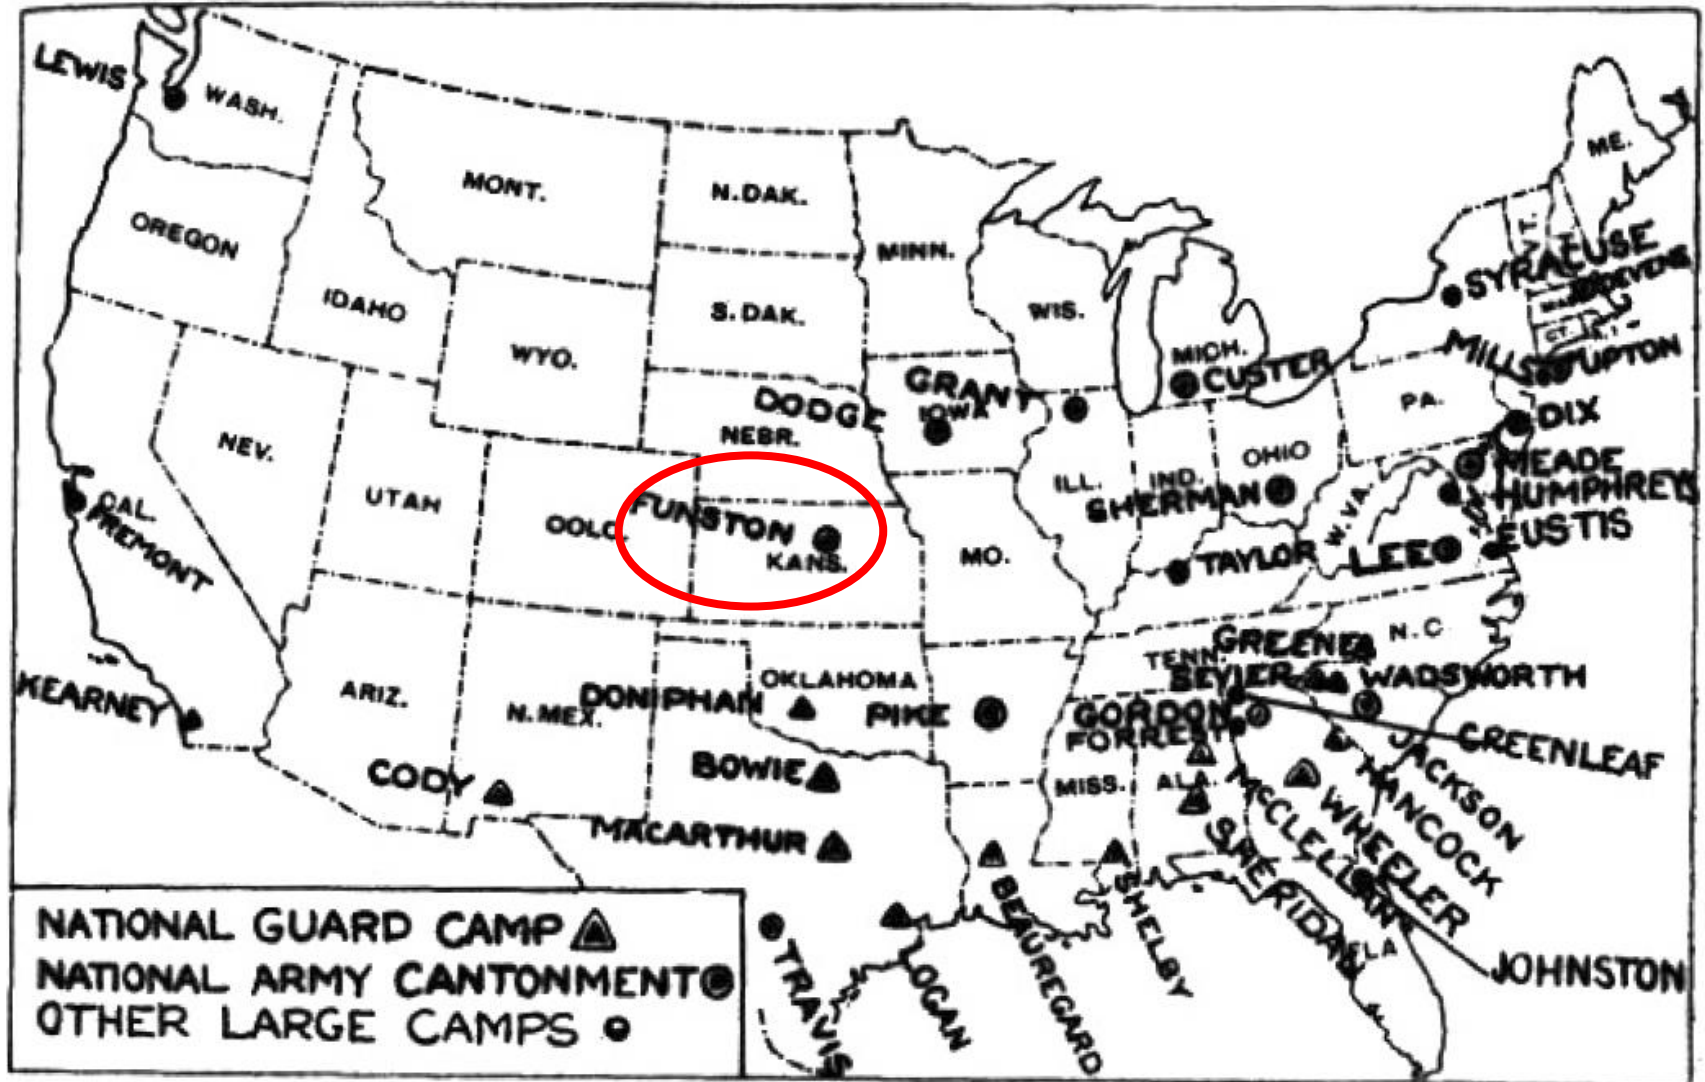 LEWIS
WASH.
MONT.
N.DAK.
MINN.
ME.
OREGON
IDAHO
S.DAK.
WIS.
VT.
SYRACUSE
DEVENS
WYO.
MICH.
CUSTER
CT.
R.I.
MILLS
UPTON
GRANT
DODGE
IOWA
PA.
DIX
NEV.
NEBR.
OHIO
MEADE
UTAH
ILL.
IND.
SHERMAN
W.VA.
HUMPHREYS
CAL.
FREMONT
OOLO.
FUNSTON
KANS.
MO.
TAYLOR
LEE
EUSTIS
GREENE
N.C
TENN.
SEVIER
WADSWORTH
KEARNEY
ARIZ.
N.MEX.
DONIPHAN
OKLAHOMA
PIKE
GORDON
FORREST
GREENLEAF
JACKSON
HANCOCK
CODY
BOWIE
MISS.
ALA.
McCLELLAN
WHEELER
MACARTHUR
SHERIDAN
BEAUREGARD
SHELBY
LOGAN
TRAVIS
JOHNSTON
NATIONAL GUARD CAMP
NATIONAL ARMY CANTONMENT
OTHER LARGE CAMPS